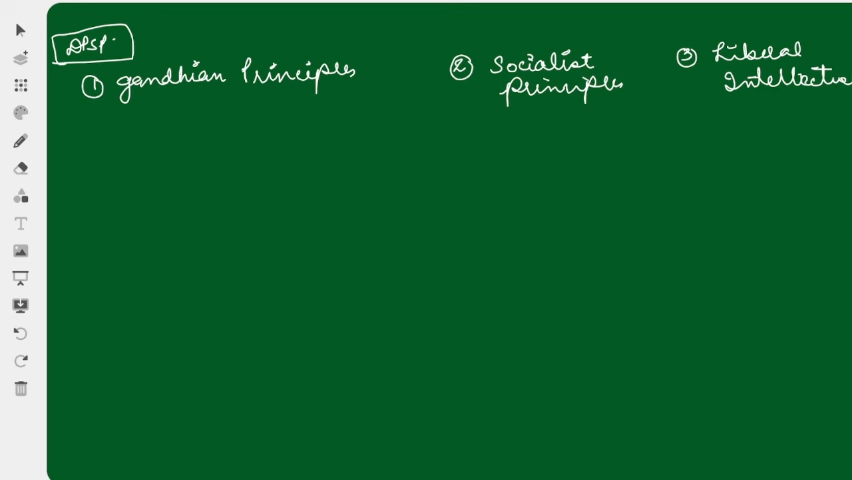 DPSP.
① Gandhian Principles
② Socialist
Principles
③ Liberal
Intellectua